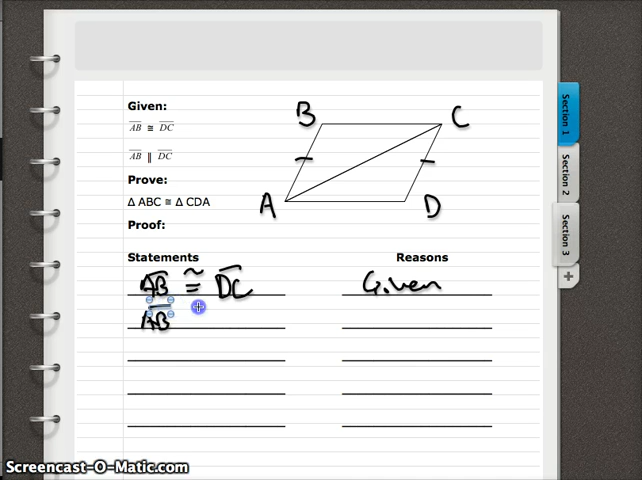 Given:
AB ≅ DC
AB ∥ DC
Prove:
Δ ABC ≅ Δ CDA
Proof:
B
C
A
D
Statements
Reasons
AB ≅ DC
Given
AB
Section 1
Section 2
Section 3
Screencast-O-Matic.com